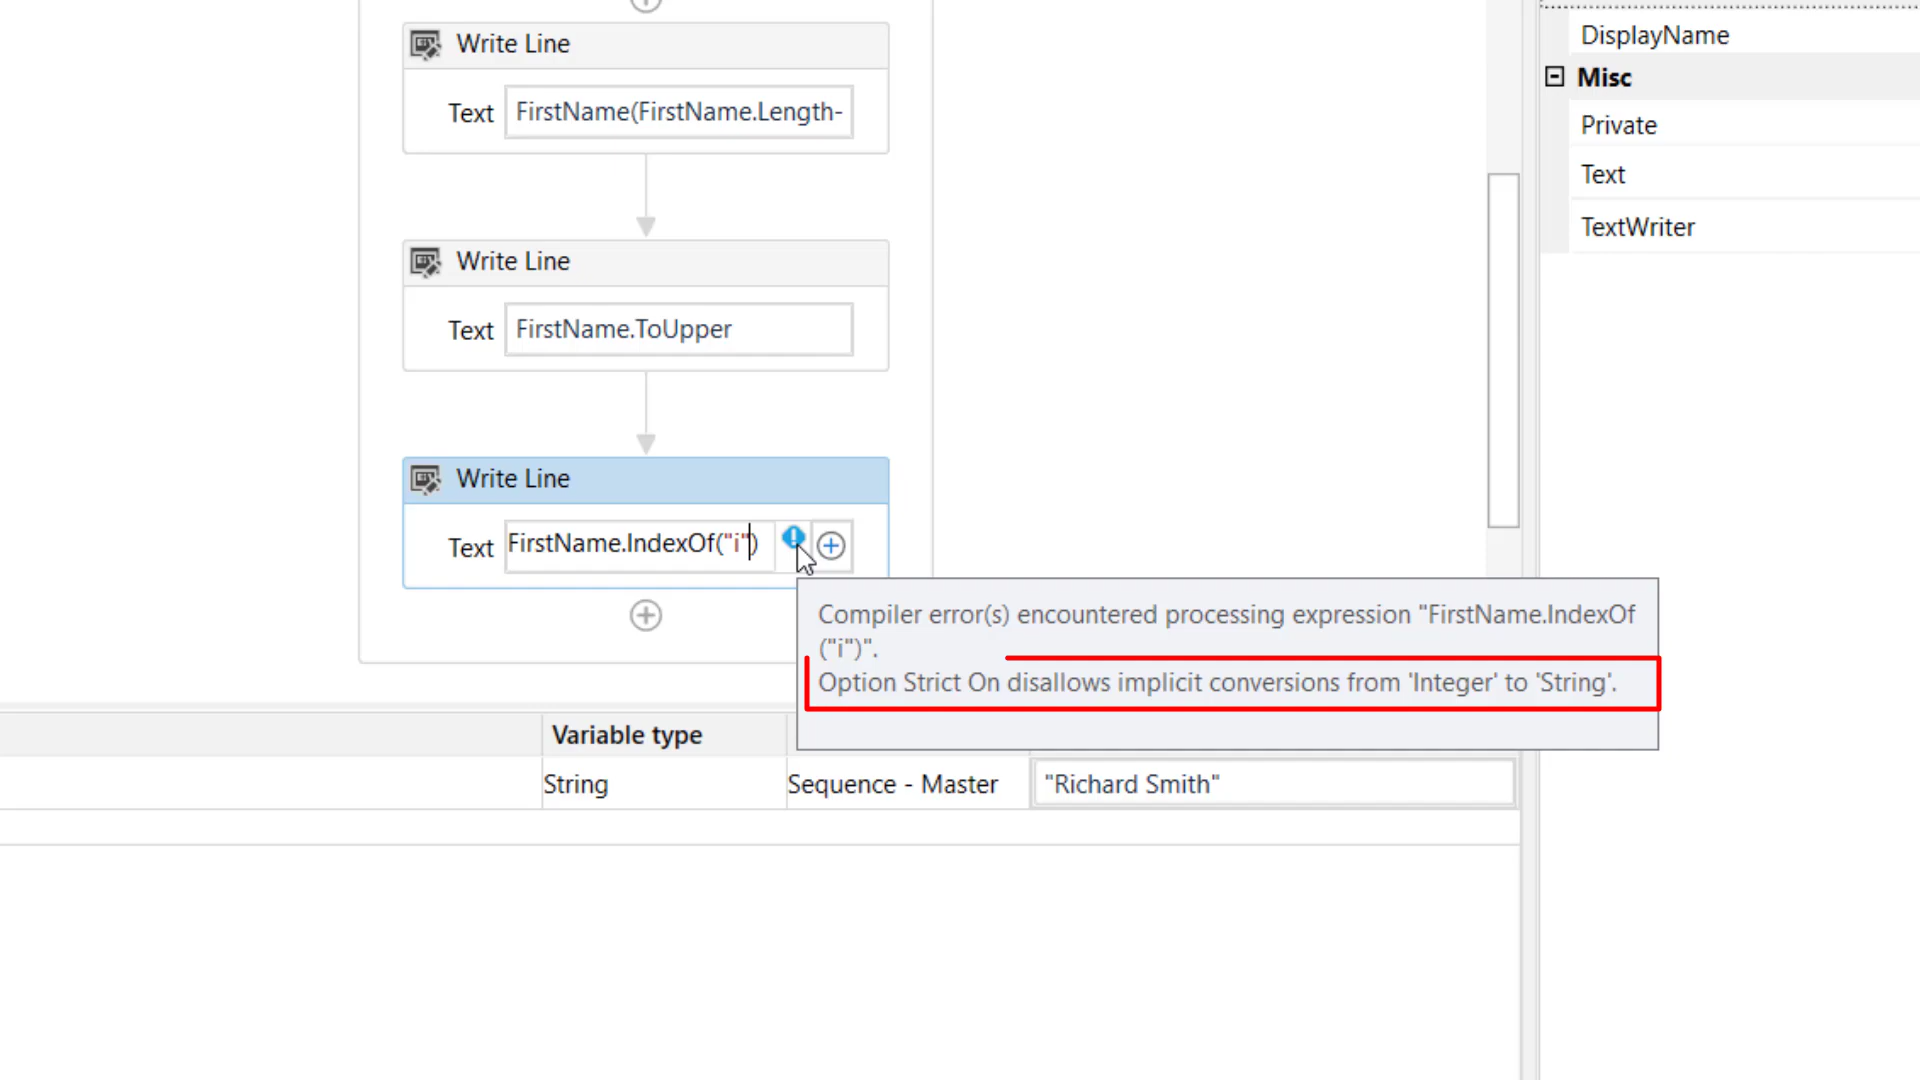 Write Line
Text FirstName(FirstName.Length-
Write Line
Text FirstName.ToUpper
Write Line
Text FirstName.IndexOf("i")
Compiler error(s) encountered processing expression "FirstName.IndexOf
("i")".
Option Strict On disallows implicit conversions from 'Integer' to 'String'.
Variable type
String Sequence - Master "Richard Smith"
DisplayName
Misc
Private
Text
TextWriter